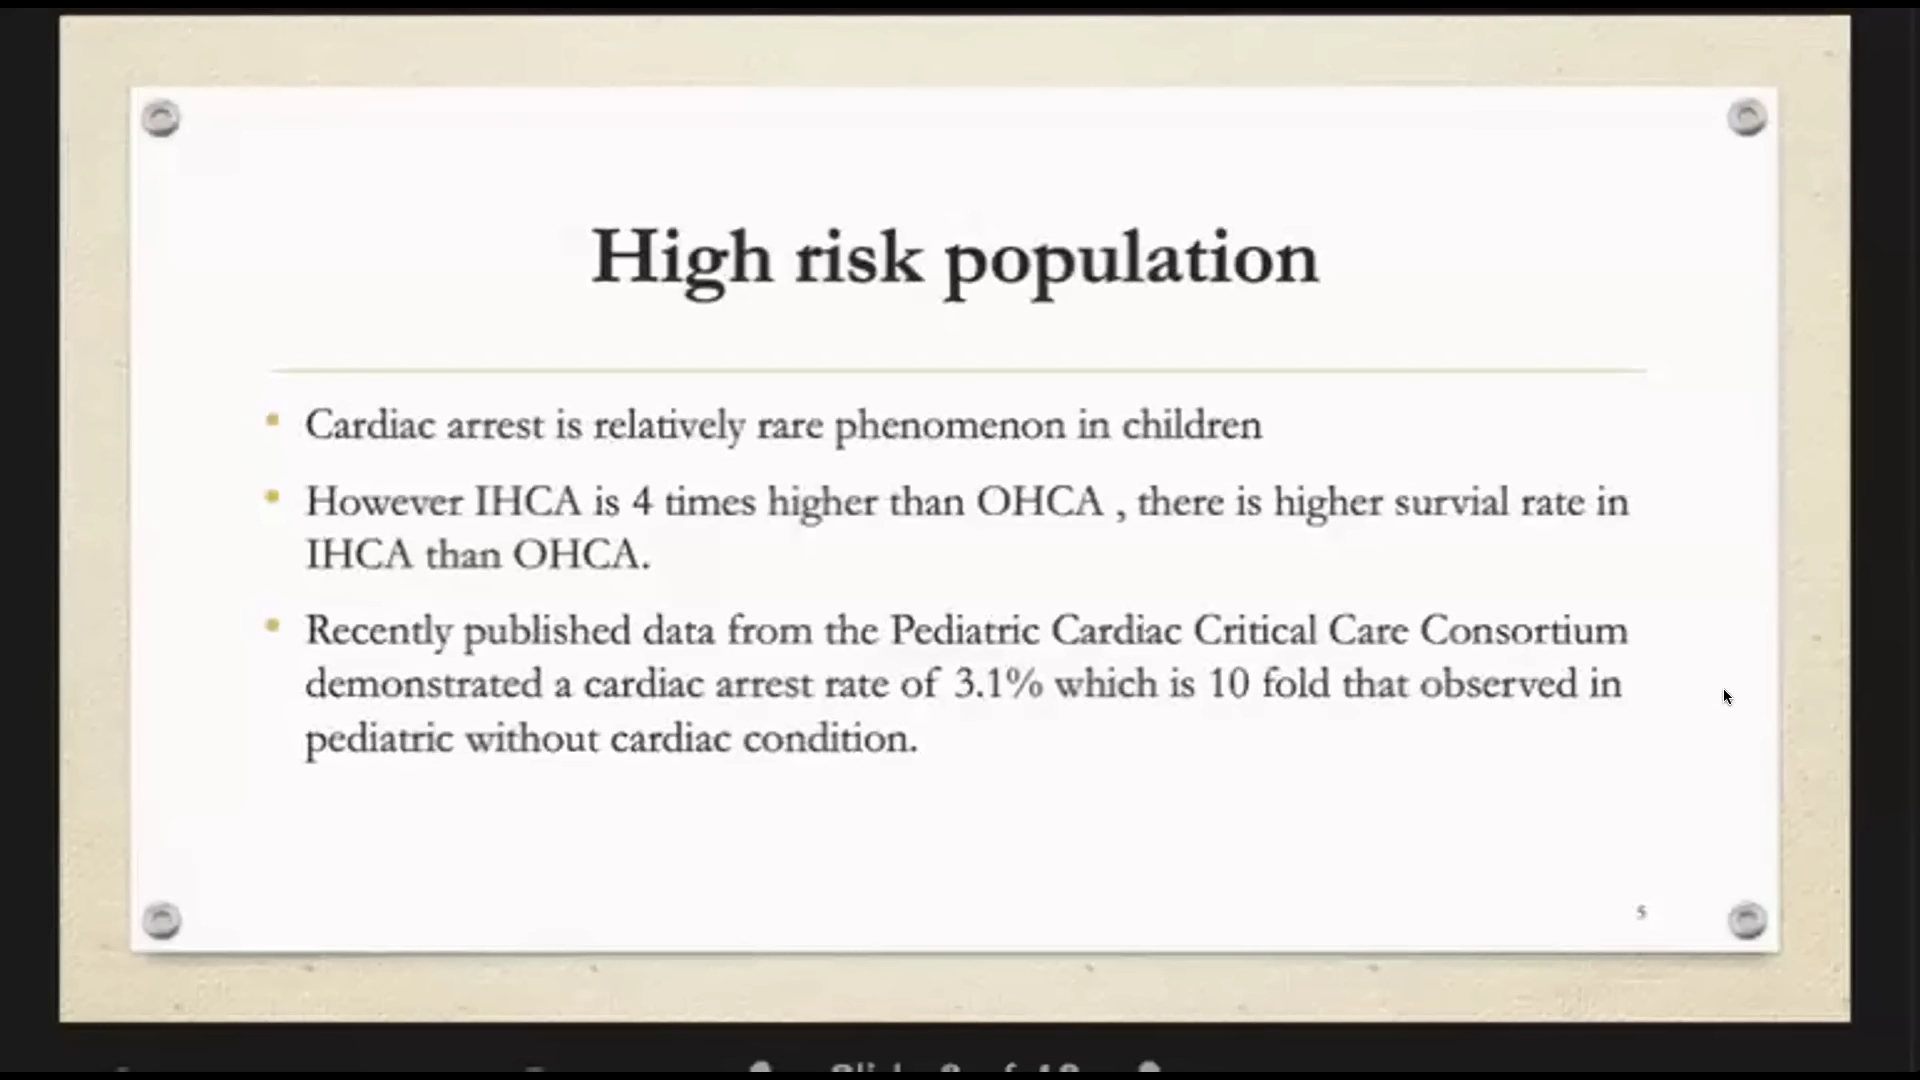 High risk population
Cardiac arrest is relatively rare phenomenon in children
However IHCA is 4 times higher than OHCA , there is higher survial rate in
IHCA than OHCA.
Recently published data from the Pediatric Cardiac Critical Care Consortium
demonstrated a cardiac arrest rate of 3.1% which is 10 fold that observed in
pediatric without cardiac condition.
5